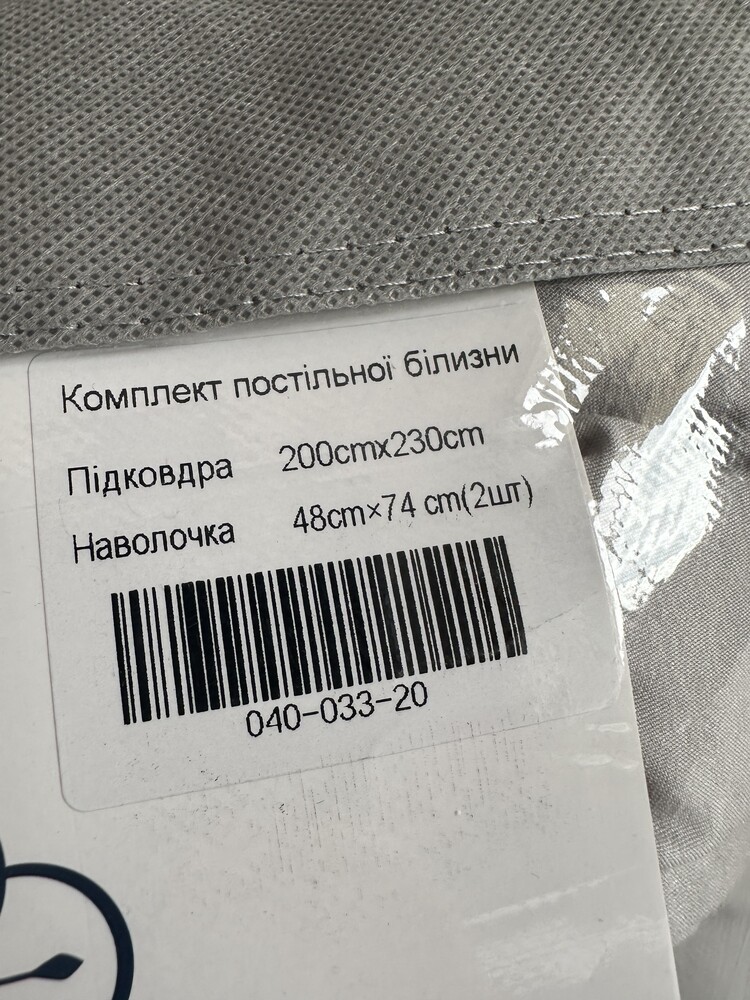 Комплект постільної білизни
Підковдра 200cmx230cm
Наволочка 48cm×74 cm(2шт)
040-033-20